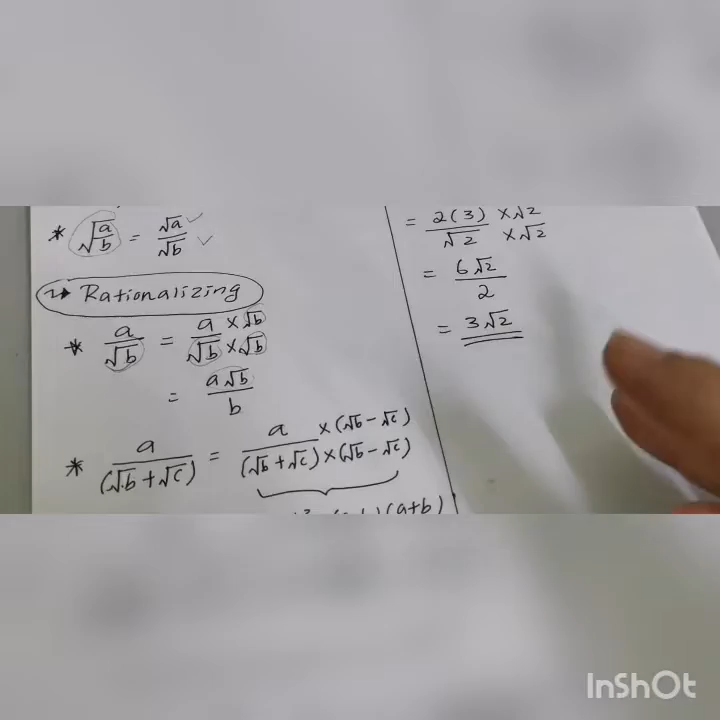 * √(a/b) = √a/√b
2 → Rationalizing
* a/√b = a × √b / √b × √b
= a√b/b
* a/(√b + √c) = a × (√b − √c) / (√b + √c) × (√b − √c)
(a+b)
= 2(3) × √2 / √2 × √2
= 6√2/2
= 3√2
InShOt